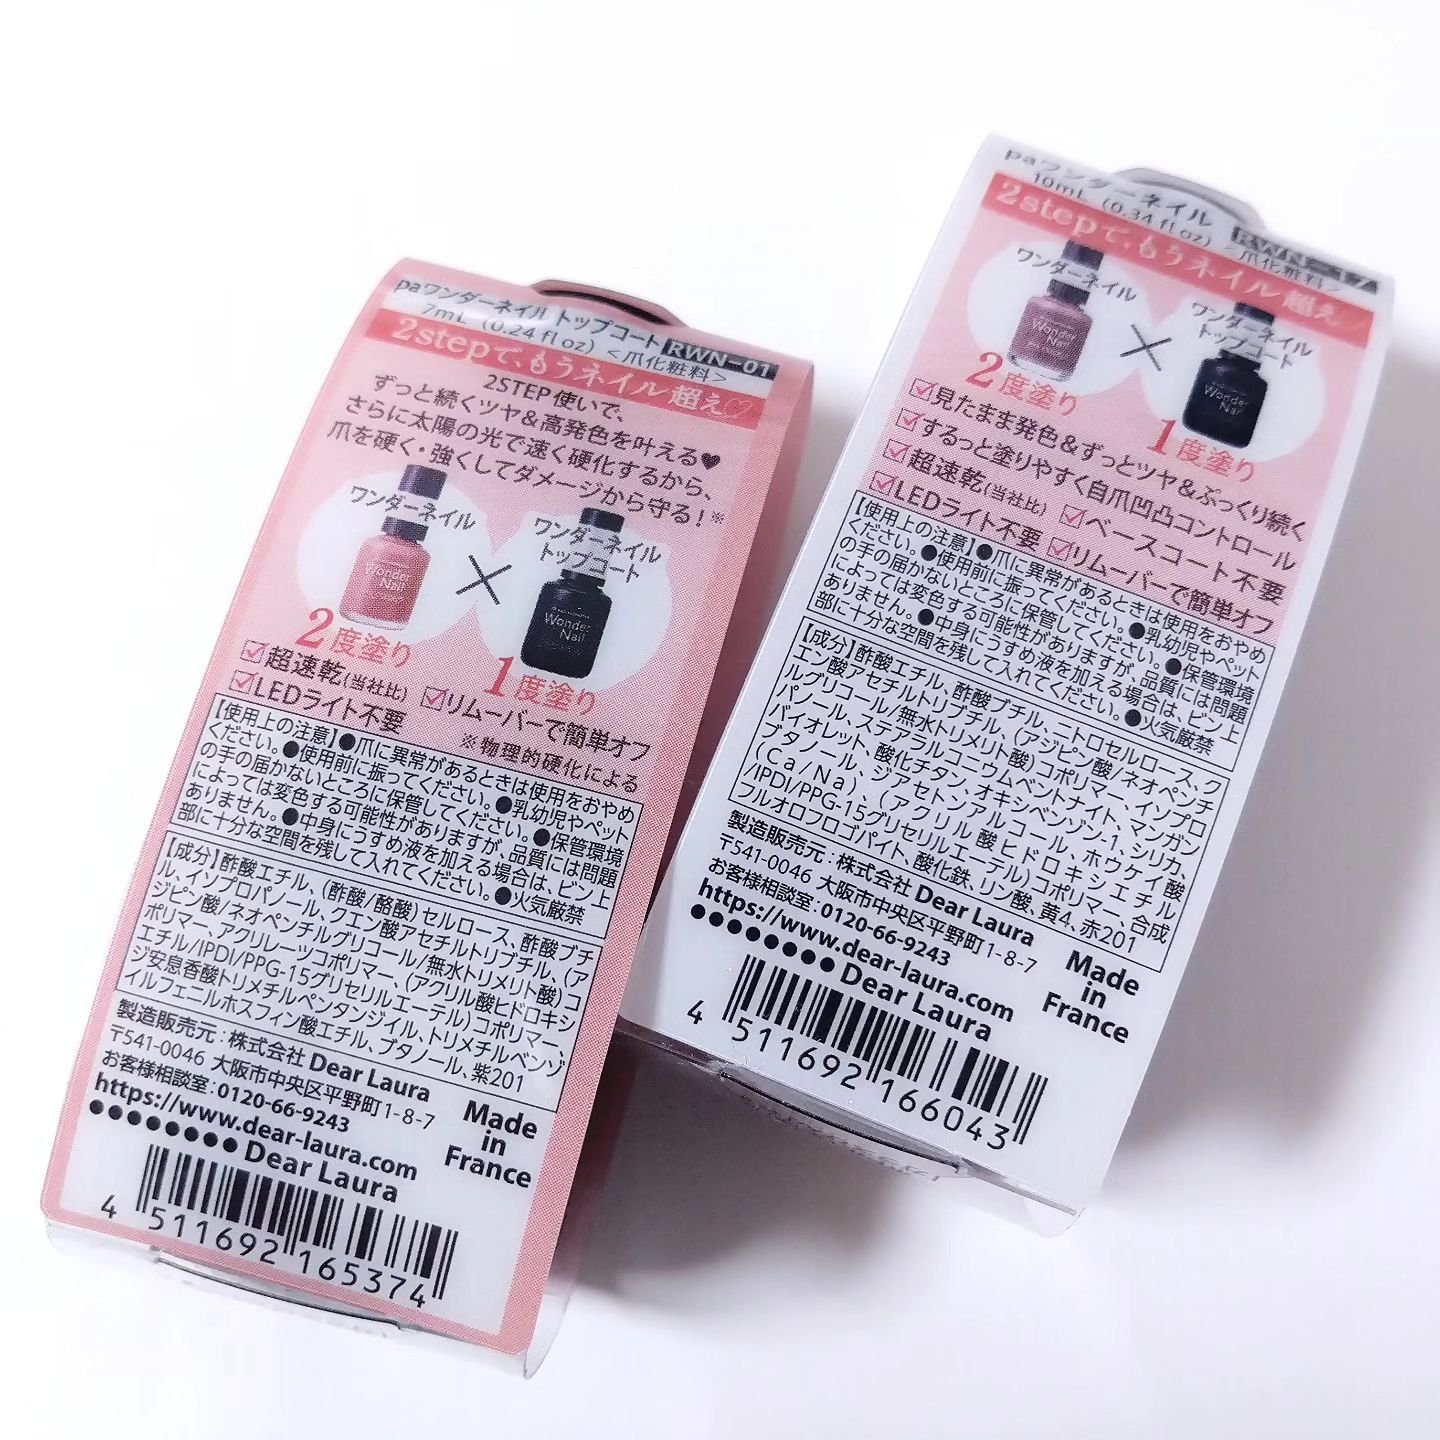 paワンダーネイル トップコート RWN-01
7mL (0.24 fl oz) <爪化粧料>
2stepで、もうネイル超え♡
2STEP使いで、
ずっと続くツヤ&高発色を叶える♥
さらに太陽の光で速く硬化するから、
爪を硬く・強くしてダメージから守る!※
ワンダーネイル
Wonder
Nail
×
ワンダーネイル
トップコート
Wonder
Nail
2度塗り
1度塗り
☑超速乾(当社比)
☑LEDライト不要 ☑リムーバーで簡単オフ
※物理的硬化による
【使用上の注意】●爪に異常があるときは使用をおやめ
ください。●使用前に振ってください。●乳幼児やペット
の手の届かないところに保管してください。●保管環境
によっては変色する可能性がありますが、品質には問題
ありません。●中身にうすめ液を加える場合は、ビン上
部に十分な空間を残して入れてください。●火気厳禁
【成分】酢酸エチル、(酢酸/酪酸)セルロース、酢酸ブチ
ル、イソプロパノール、クエン酸アセチルトリブチル、(ア
ジピン酸/ネオペンチルグリコール/無水トリメリト酸)コ
ポリマー、アクリレーツコポリマー、(アクリル酸ヒドロキシ
エチル/IPDI/PPG-15グリセリルエーテル)コポリマー、
ジ安息香酸トリメチルペンタンジイル、トリメチルベンゾ
イルフェニルホスフィン酸エチル、ブタノール、紫201
製造販売元:株式会社 Dear Laura
〒541-0046 大阪市中央区平野町1-8-7
お客様相談室:0120-66-9243
https://www.dear-laura.com
●●●●●●●● Dear Laura
Made
in
France
4 511692 165374
paワンダーネイル
10mL (0.34 fl oz) <爪化粧料>
2stepで、もうネイル超え♡
ワンダーネイル
Wonder
Nail
×
ワンダーネイル
トップコート
Wonder
Nail
2度塗り
1度塗り
☑見たまま発色&ずっとツヤ&ぷっくり続く
☑するっと塗りやすく自爪凹凸コントロール
☑超速乾(当社比) ☑ベースコート不要
☑LEDライト不要 ☑リムーバーで簡単オフ
【使用上の注意】●爪に異常があるときは使用をおやめ
ください。●使用前に振ってください。●乳幼児やペット
の手の届かないところに保管してください。●保管環境
によっては変色する可能性がありますが、品質には問題
ありません。●中身にうすめ液を加える場合は、ビン上
部に十分な空間を残して入れてください。●火気厳禁
【成分】酢酸エチル、酢酸ブチル、ニトロセルロース、ク
エン酸アセチルトリブチル、(アジピン酸/ネオペンチ
ルグリコール/無水トリメリト酸)コポリマー、イソプロ
パノール、ステアラルコニウムベントナイト、マンガン
バイオレット、酸化チタン、オキシベンゾン-1、シリカ、
ブタノール、ジアセトンアルコール、ホウケイ酸
(Ca/Na)、(アクリル酸ヒドロキシエチル
/IPDI/PPG-15グリセリルエーテル)コポリマー、合成
フルオロフロゴパイト、酸化鉄、リン酸、黄4、赤201
製造販売元:株式会社 Dear Laura
〒541-0046 大阪市中央区平野町1-8-7
お客様相談室:0120-66-9243
https://www.dear-laura.com
●●●●●●●● Dear Laura
Made
in
France
4 511692 166043